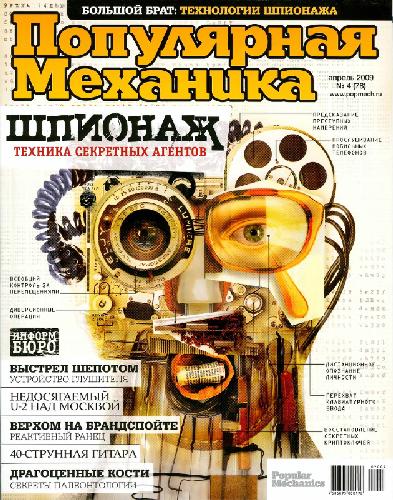 БОЛЬШОЙ БРАТ: ТЕХНОЛОГИИ ШПИОНАЖА
Популярная
Механика
апрель 2009
№ 4 (78)
www.popmech.ru
ШПИОНАЖ
ТЕХНИКА СЕКРЕТНЫХ АГЕНТОВ
ПРЕДСКАЗАНИЕ
ПРЕСТУПНЫХ
НАМЕРЕНИЙ
ПРОСЛУШИВАНИЕ
МОБИЛЬНЫХ
ТЕЛЕФОНОВ
ВСЕОБЩИЙ
КОНТРОЛЬ ЗА
ПЕРЕМЕЩЕНИЯМИ
ДИВЕРСИОННЫЕ
ОПЕРАЦИИ
ИНФОРМ
БЮРО
ВЫСТРЕЛ ШЕПОТОМ
УСТРОЙСТВО ГЛУШИТЕЛЯ
НЕДОСЯГАЕМЫЙ
U-2 НАД МОСКВОЙ
ВЕРХОМ НА БРАНДСПОЙТЕ
РЕАКТИВНЫЙ РАНЕЦ
40-СТРУННАЯ ГИТАРА
ДРАГОЦЕННЫЕ КОСТИ
СЕКРЕТЫ ПАЛЕОНТОЛОГИИ
ДИСТАНЦИОННОЕ
ОПОЗНАНИЕ
ЛИЧНОСТИ
ПЕРЕХВАТ
КЛАВИАТУРНОГО
ВВОДА
ВОССТАНОВЛЕНИЕ
СЕКРЕТНЫХ
КРИПТОКЛЮЧЕЙ
Popular
Mechanics